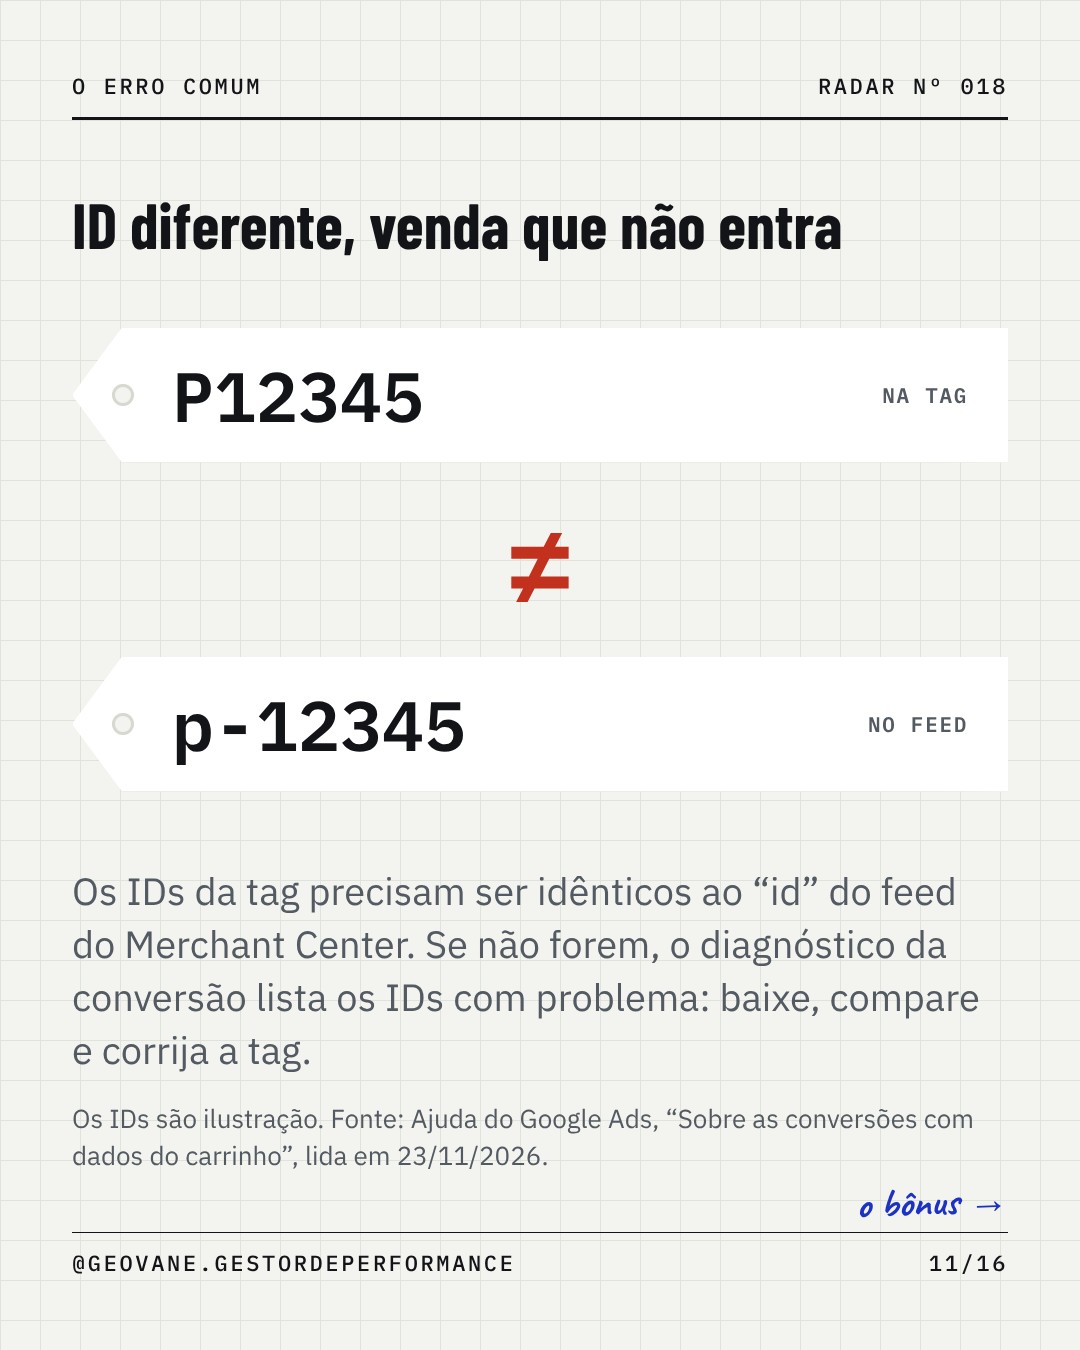 O ERRO COMUM
RADAR Nº 018
ID diferente, venda que não entra
P12345
NA TAG
≠
p-12345
NO FEED
Os IDs da tag precisam ser idênticos ao “id” do feed
do Merchant Center. Se não forem, o diagnóstico da
conversão lista os IDs com problema: baixe, compare
e corrija a tag.
Os IDs são ilustração. Fonte: Ajuda do Google Ads, “Sobre as conversões com
dados do carrinho”, lida em 23/11/2026.
o bônus →
@GEOVANE.GESTORDEPERFORMANCE
11/16